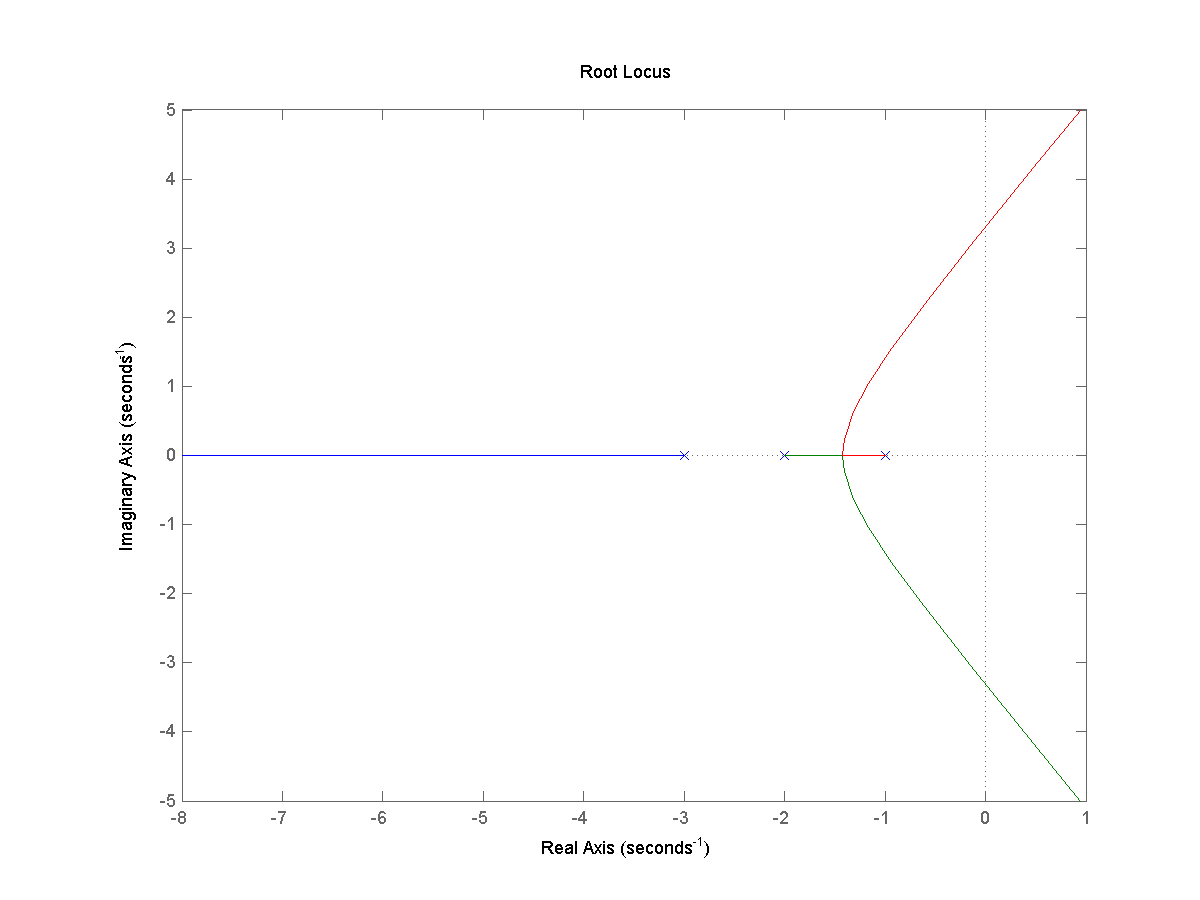 Root Locus
5
4
3
2
1
0
-1
-2
-3
-4
-5
Imaginary Axis (seconds⁻¹)
-8 -7 -6 -5 -4 -3 -2 -1 0 1
Real Axis (seconds⁻¹)